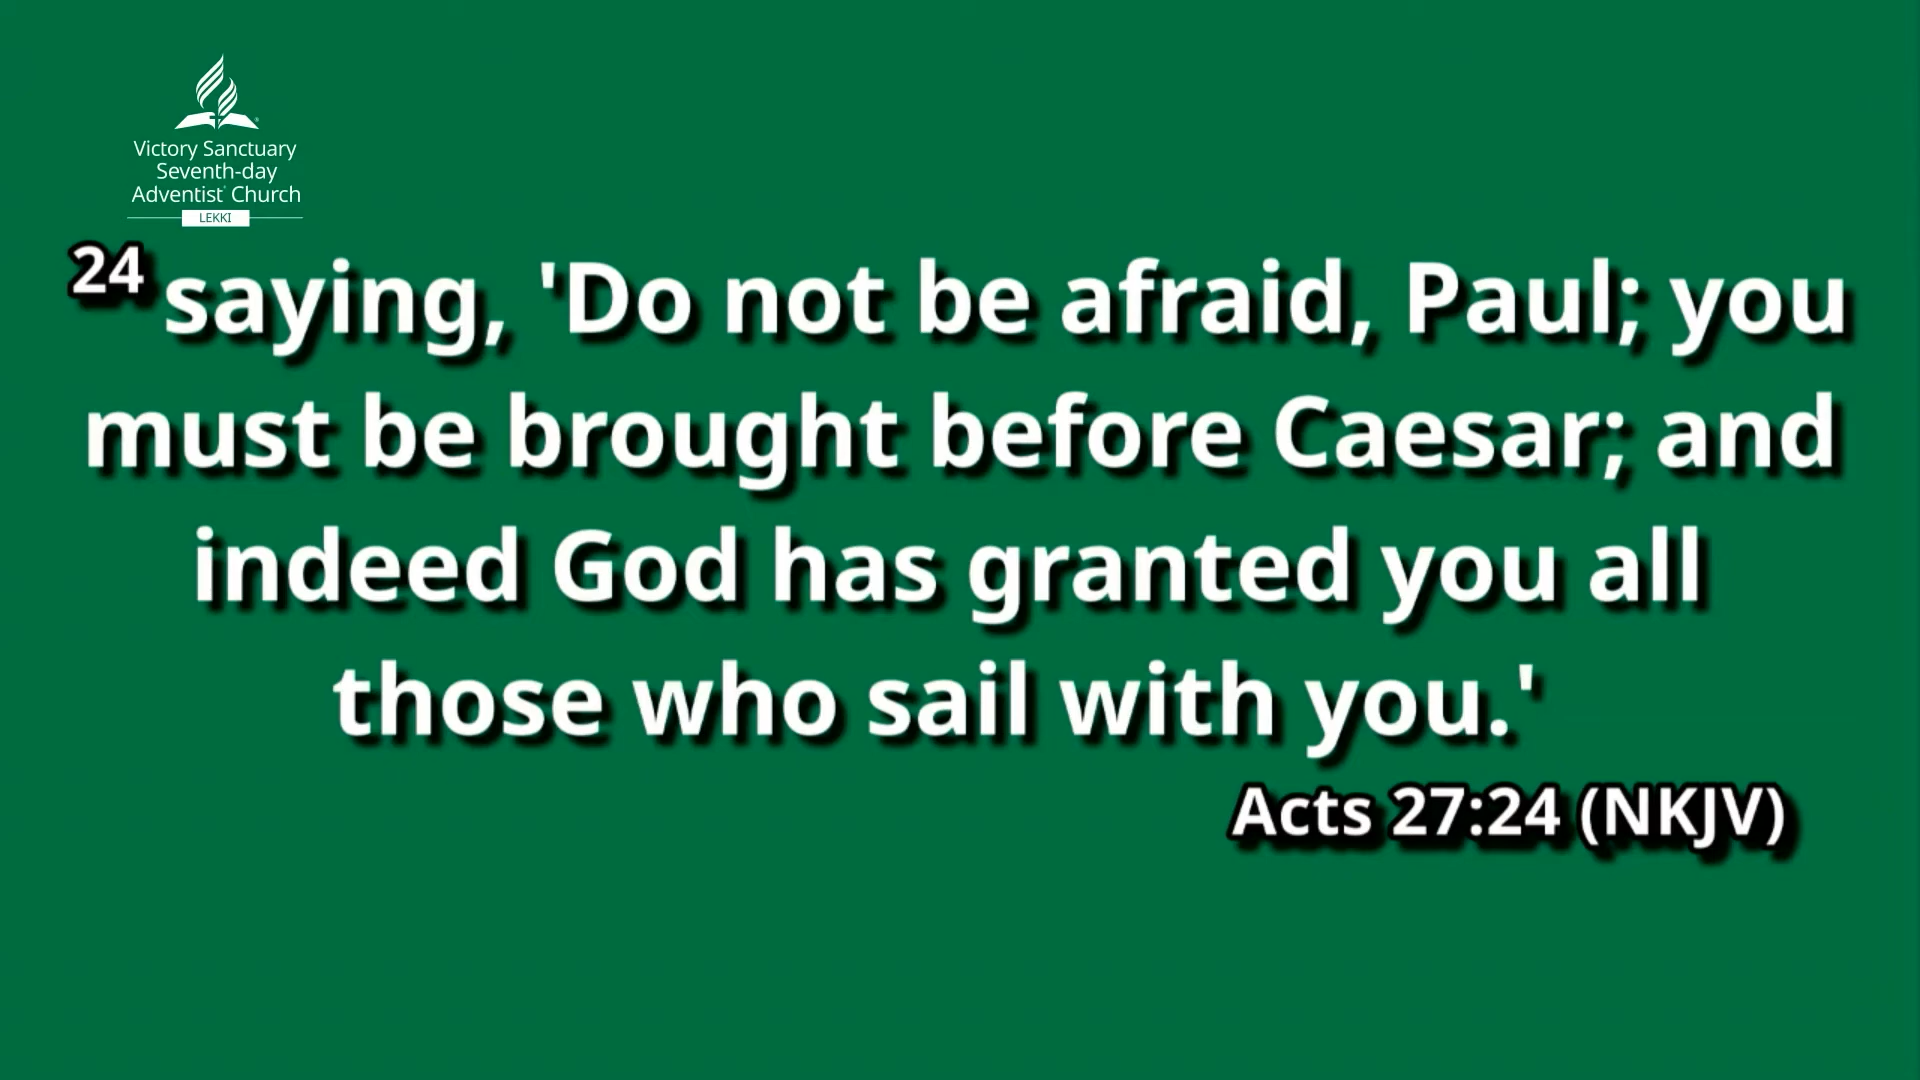 Victory Sanctuary
Seventh-day
Adventist Church
LEKKI
24 saying, 'Do not be afraid, Paul; you
must be brought before Caesar; and
indeed God has granted you all
those who sail with you.'
Acts 27:24 (NKJV)